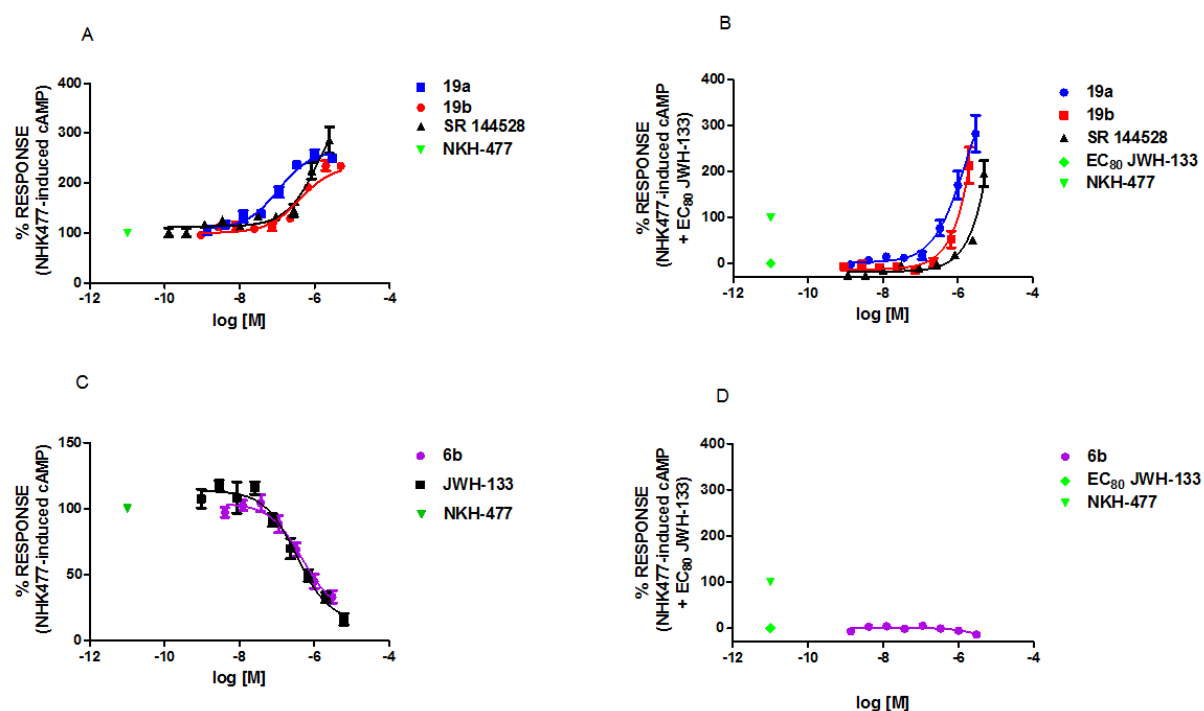 A
% RESPONSE
(NHK477-induced cAMP)
400
300
200
100
0
-12
-10
-8
-6
log [M]
19a
19b
SR 144528
NKH-477
B
% RESPONSE
(NHK477-induced cAMP
+ EC80 JWH-133)
400
300
200
100
0
-12
-10
-8
-6
-4
log [M]
19a
19b
SR 144528
EC80 JWH-133
NKH-477
C
% RESPONSE
(NHK477-induced cAMP)
150
100
50
0
-12
-10
-8
-6
log [M]
6b
JWH-133
NKH-477
D
% RESPONSE
(NHK477-induced cAMP
+ EC80 JWH-133)
400
300
200
100
0
-12
-10
-8
-6
-4
log [M]
6b
EC80 JWH-133
NKH-477